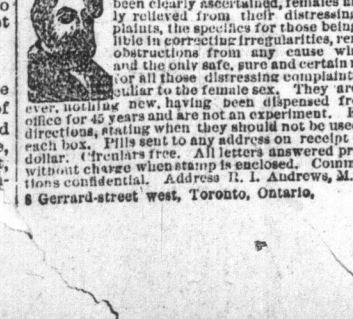 been clearly ascertained, females a
ly relieved from their distressin
plaints, the specifics for those being
lible in correcting irregularities, re
obstructions from any cause w
and the only safe, sure and certain r
for all those distressing complaint
culiar to the female sex. They ar
ever, nothing new, having been dispensed fr
office for 45 years and are not an experiment.
directions, stating when they should not be use
each box. Pills sent to any address on receipt
dollar. Circulars free. All letters answered pr
without charge when stamp is enclosed. Comm
tions confidential. Address R. I. Andrews, M.
8 Gerrard-street west, Toronto, Ontario.